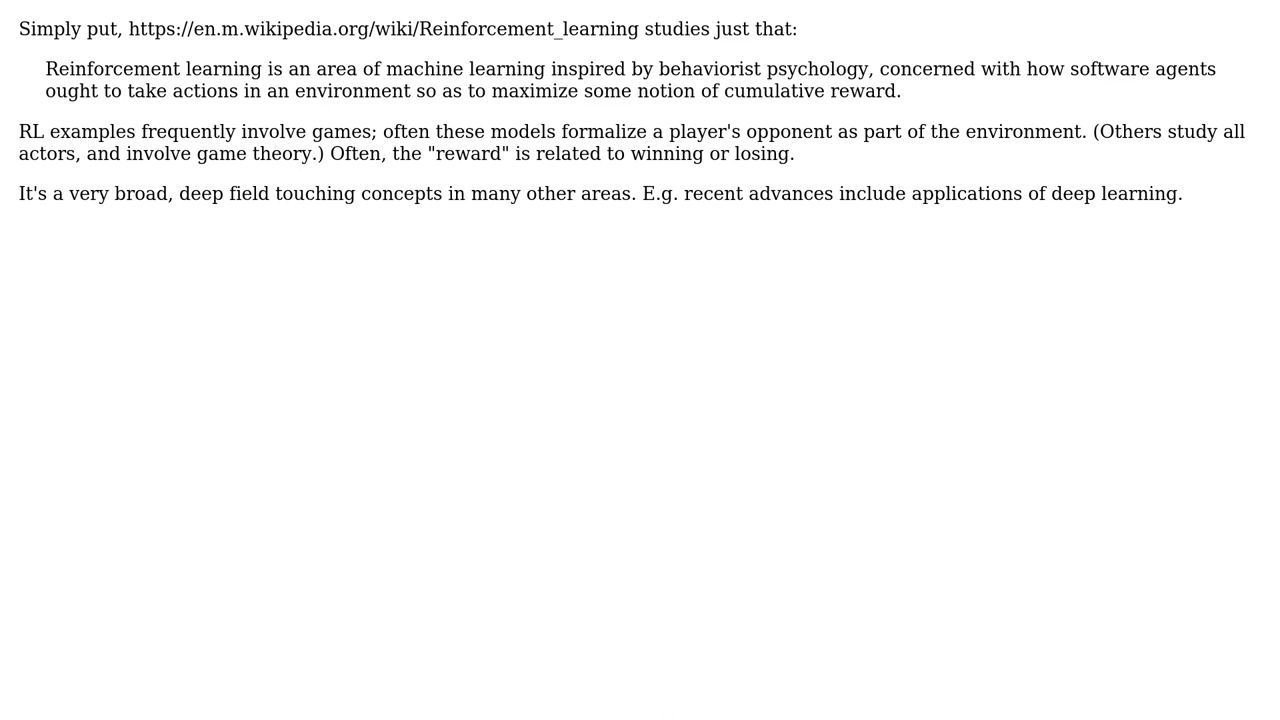 Simply put, https://en.m.wikipedia.org/wiki/Reinforcement_learning studies just that:
Reinforcement learning is an area of machine learning inspired by behaviorist psychology, concerned with how software agents
ought to take actions in an environment so as to maximize some notion of cumulative reward.
RL examples frequently involve games; often these models formalize a player's opponent as part of the environment. (Others study all
actors, and involve game theory.) Often, the "reward" is related to winning or losing.
It's a very broad, deep field touching concepts in many other areas. E.g. recent advances include applications of deep learning.